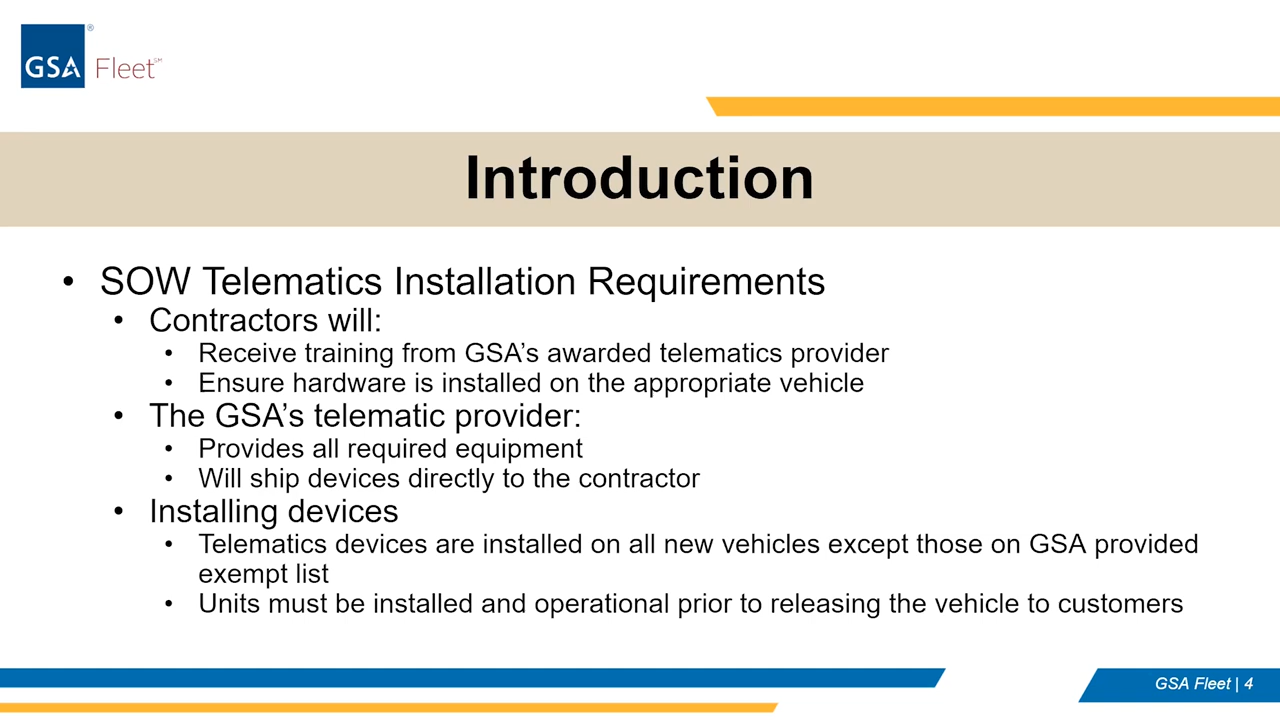 GSA Fleet℠
®
Introduction
• SOW Telematics Installation Requirements
• Contractors will:
• Receive training from GSA’s awarded telematics provider
• Ensure hardware is installed on the appropriate vehicle
• The GSA’s telematic provider:
• Provides all required equipment
• Will ship devices directly to the contractor
• Installing devices
• Telematics devices are installed on all new vehicles except those on GSA provided
exempt list
• Units must be installed and operational prior to releasing the vehicle to customers
GSA Fleet | 4